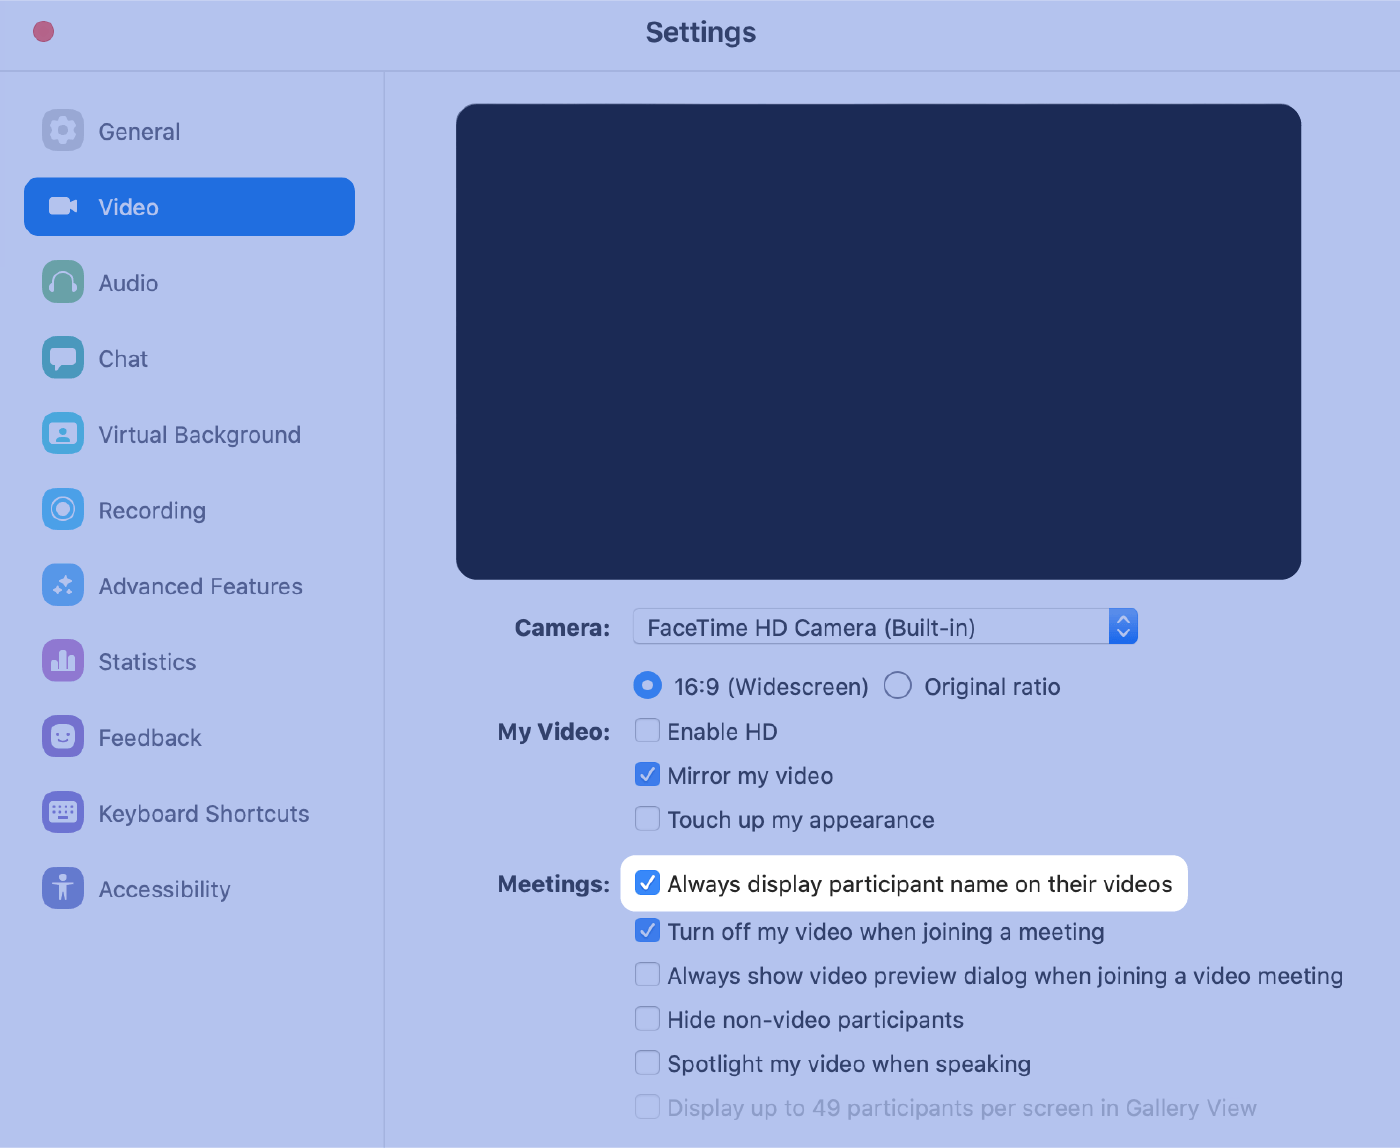 Settings
General
Video
Audio
Chat
Virtual Background
Recording
Advanced Features
Statistics
Feedback
Keyboard Shortcuts
Accessibility
Camera: FaceTime HD Camera (Built-in)
16:9 (Widescreen) Original ratio
My Video: Enable HD
Mirror my video
Touch up my appearance
Meetings: Always display participant name on their videos
Turn off my video when joining a meeting
Always show video preview dialog when joining a video meeting
Hide non-video participants
Spotlight my video when speaking
Display up to 49 participants per screen in Gallery View